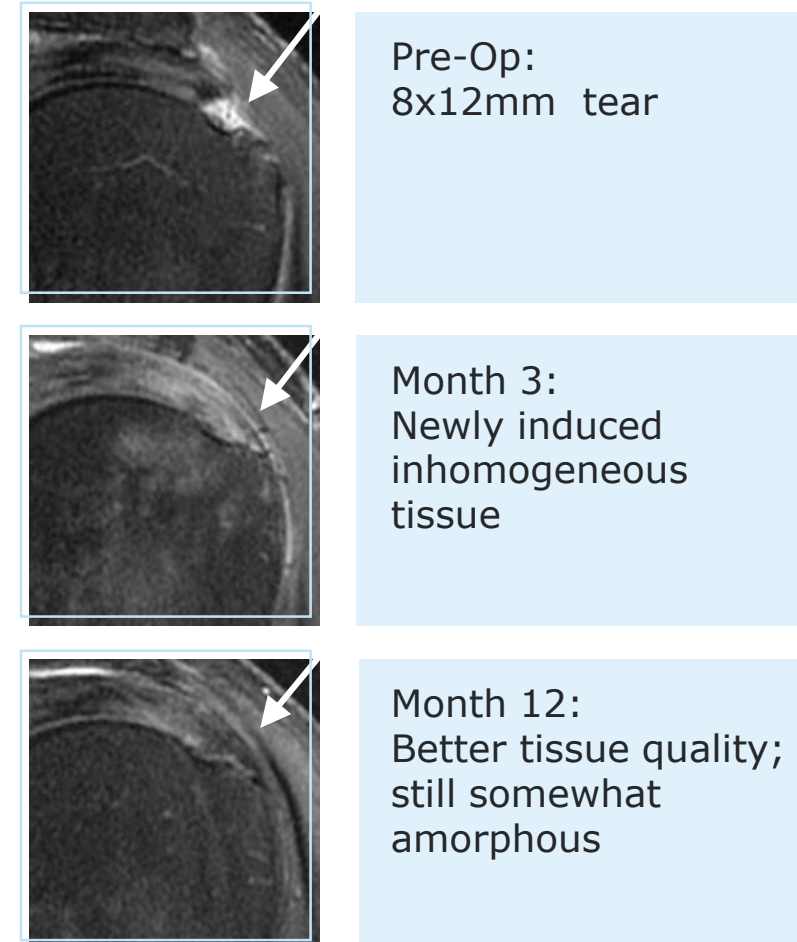 Pre-Op:
8x12mm tear
Month 3:
Newly induced
inhomogeneous
tissue
Month 12:
Better tissue quality;
still somewhat
amorphous